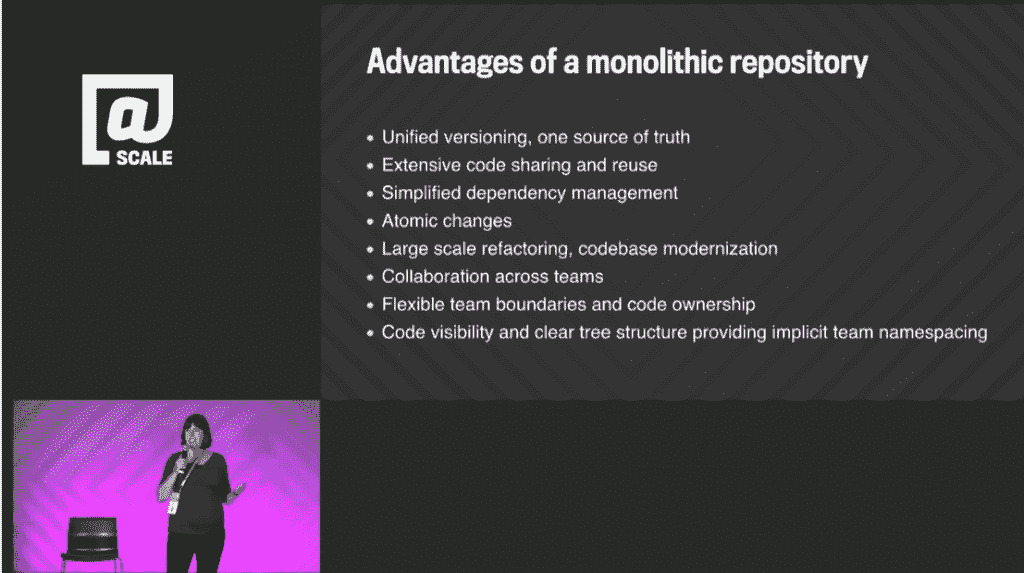 @
SCALE
Advantages of a monolithic repository
• Unified versioning, one source of truth
• Extensive code sharing and reuse
• Simplified dependency management
• Atomic changes
• Large scale refactoring, codebase modernization
• Collaboration across teams
• Flexible team boundaries and code ownership
• Code visibility and clear tree structure providing implicit team namespacing